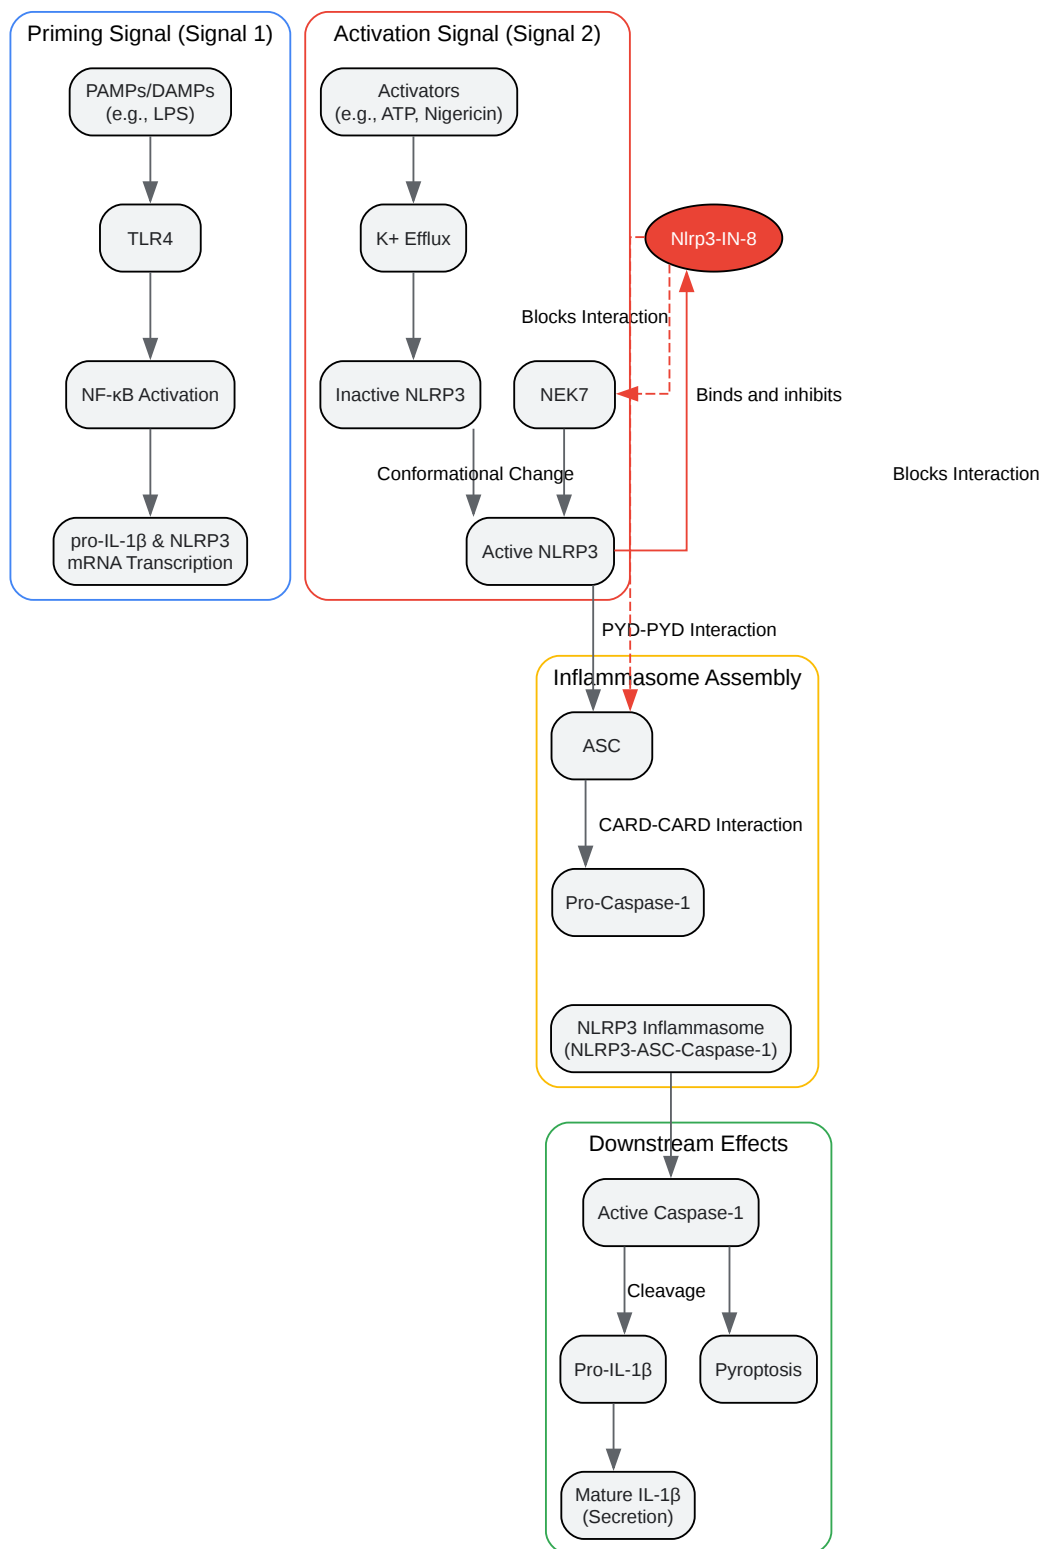 Priming Signal (Signal 1)
PAMPs/DAMPs
(e.g., LPS)
TLR4
NF-κB Activation
pro-IL-1β & NLRP3
mRNA Transcription
Activation Signal (Signal 2)
Activators
(e.g., ATP, Nigericin)
K+ Efflux
Inactive NLRP3
NEK7
Conformational Change
Active NLRP3
Nlrp3-IN-8
Blocks Interaction
Binds and inhibits
Blocks Interaction
PYD-PYD Interaction
Inflammasome Assembly
ASC
CARD-CARD Interaction
Pro-Caspase-1
NLRP3 Inflammasome
(NLRP3-ASC-Caspase-1)
Downstream Effects
Active Caspase-1
Cleavage
Pro-IL-1β
Pyroptosis
Mature IL-1β
(Secretion)